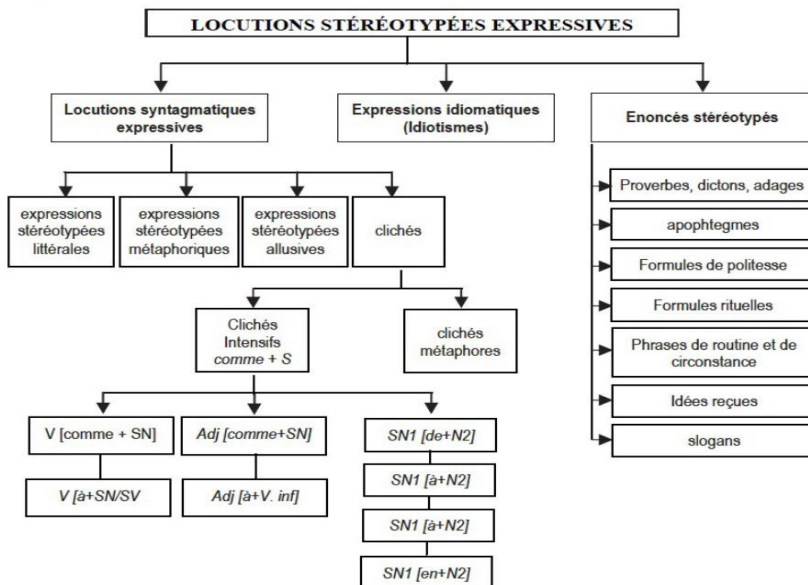 LOCUTIONS STÉRÉOTYPÉES EXPRESSIVES
Locutions syntagmatiques
expressives
Expressions idiomatiques
(Idiotismes)
Enoncés stéréotypés
expressions
stéréotypées
littérales
expressions
stéréotypées
métaphoriques
expressions
stéréotypées
allusives
clichés
Clichés
Intensifs
comme + S
clichés
métaphores
V [comme + SN]
V [à+SN/SV
Adj [comme+SN]
Adj [à+V. inf]
SN1 [de+N2]
SN1 [à+N2]
SN1 [à+N2]
SN1 [en+N2]
Proverbes, dictons, adages
apophtegmes
Formules de politesse
Formules rituelles
Phrases de routine et de
circonstance
Idées reçues
slogans